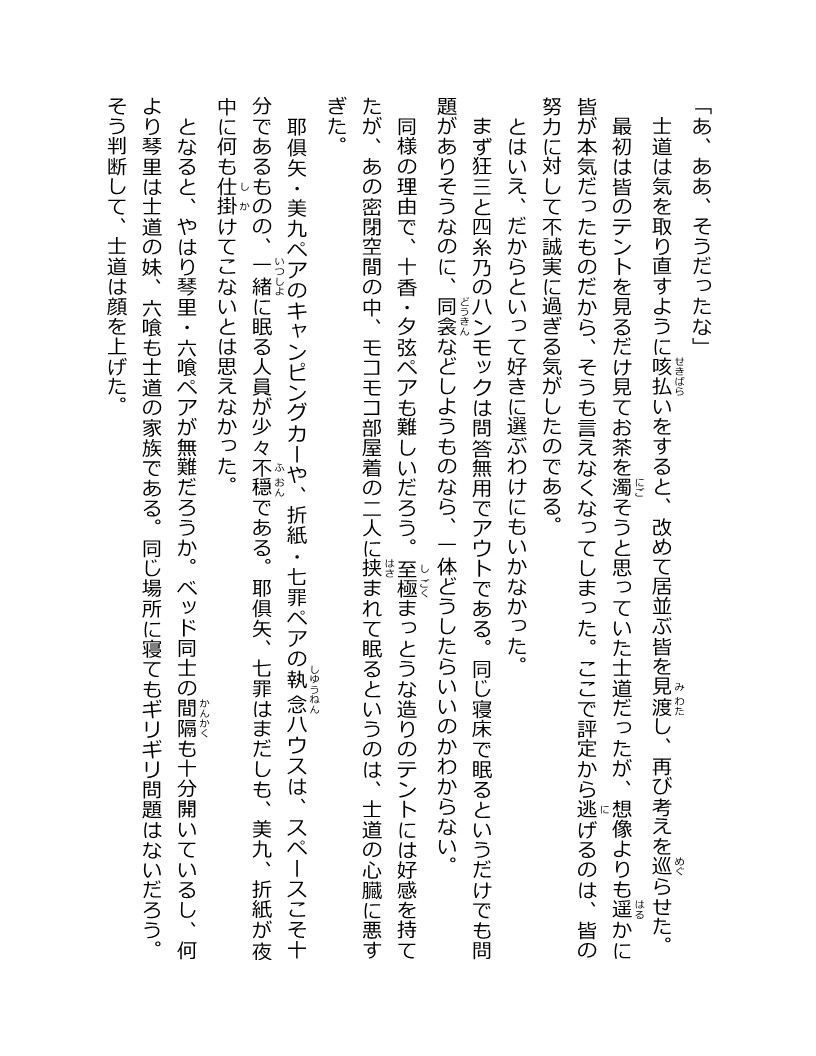 「あ、ああ、そうだったな」
　士道は気を取り直すように咳払いをすると、改めて居並ぶ皆を見渡し、再び考えを巡らせた。
　最初は皆のテントを見るだけ見てお茶を濁そうと思っていた士道だったが、想像よりも遥かに
皆が本気だったものだから、そうも言えなくなってしまった。ここで評定から逃げるのは、皆の
努力に対して不誠実に過ぎる気がしたのである。
　とはいえ、だからといって好きに選ぶわけにもいかなかった。
　まず狂三と四糸乃のハンモックは問答無用でアウトである。同じ寝床で眠るというだけでも問
題がありそうなのに、同衾などしようものなら、一体どうしたらいいのかわからない。
　同様の理由で、十香・夕弦ペアも難しいだろう。至極まっとうな造りのテントには好感を持て
たが、あの密閉空間の中、モコモコ部屋着の二人に挟まれて眠るというのは、士道の心臓に悪す
ぎた。
　耶倶矢・美九ペアのキャンピングカーや、折紙・七罪ペアの執念ハウスは、スペースこそ十
分であるものの、一緒に眠る人員が少々不穏である。耶倶矢、七罪はまだしも、美九、折紙が夜
中に何も仕掛けてこないとは思えなかった。
　となると、やはり琴里・六喰ペアが無難だろうか。ベッド同士の間隔も十分開いているし、何
より琴里は士道の妹、六喰も士道の家族である。同じ場所に寝てもギリギリ問題はないだろう。
そう判断して、士道は顔を上げた。